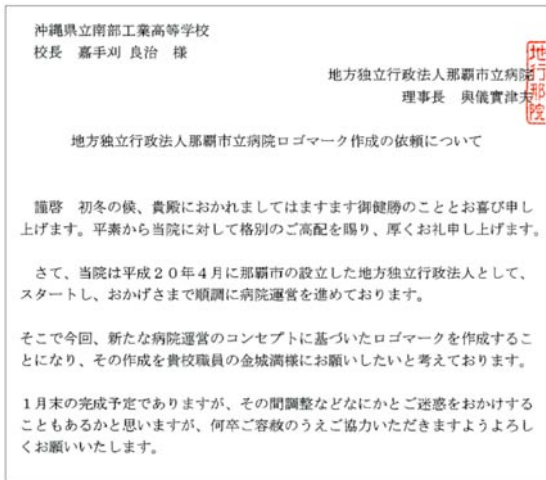 沖縄県立南部工業高等学校
校長　嘉手刈 良治　様
地方独立行政法人那覇市立病院
理事長　與儀實津夫
地方独立行政法人那覇市立病院ロゴマーク作成の依頼について
謹啓　初冬の候、貴殿におかれましてはますます御健勝のこととお喜び申し
上げます。平素から当院に対して格別のご高配を賜り、厚くお礼申し上げます。
さて、当院は平成２０年４月に那覇市の設立した地方独立行政法人として、
スタートし、おかげさまで順調に病院運営を進めております。
そこで今回、新たな病院運営のコンセプトに基づいたロゴマークを作成するこ
とになり、その作成を貴校職員の金城満様にお願いしたいと考えております。
１月末の完成予定でありますが、その間調整などなにかとご迷惑をおかけする
こともあるかと思いますが、何卒ご容赦のうえご協力いただきますようよろし
くお願いいたします。